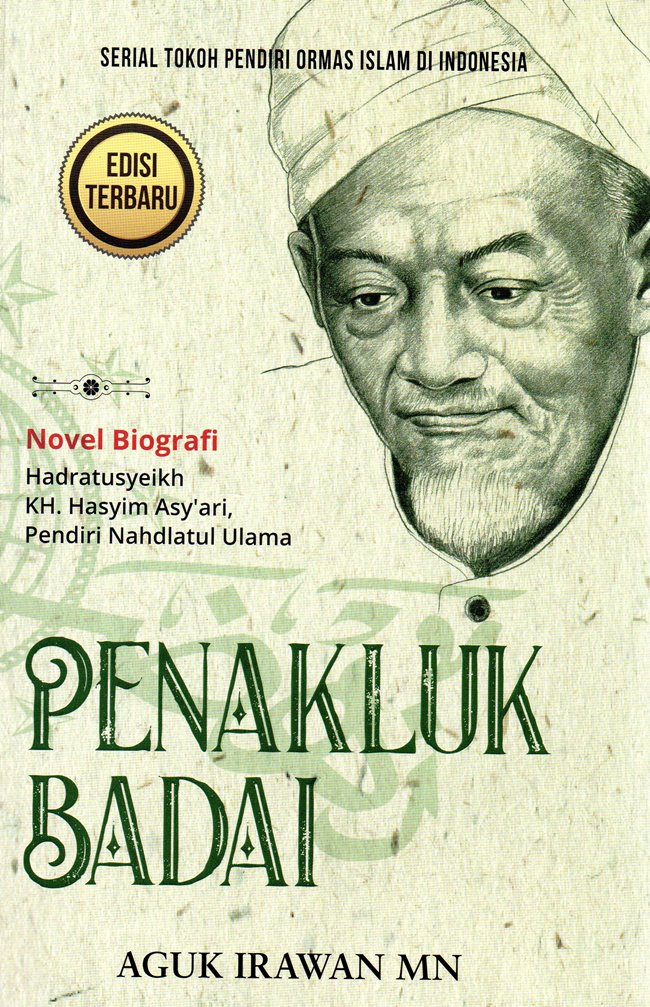 SERIAL TOKOH PENDIRI ORMAS ISLAM DI INDONESIA
EDISI
TERBARU
Novel Biografi
Hadratusyeikh
KH. Hasyim Asy'ari,
Pendiri Nahdlatul Ulama
PENAKLUK
BADAI
AGUK IRAWAN MN